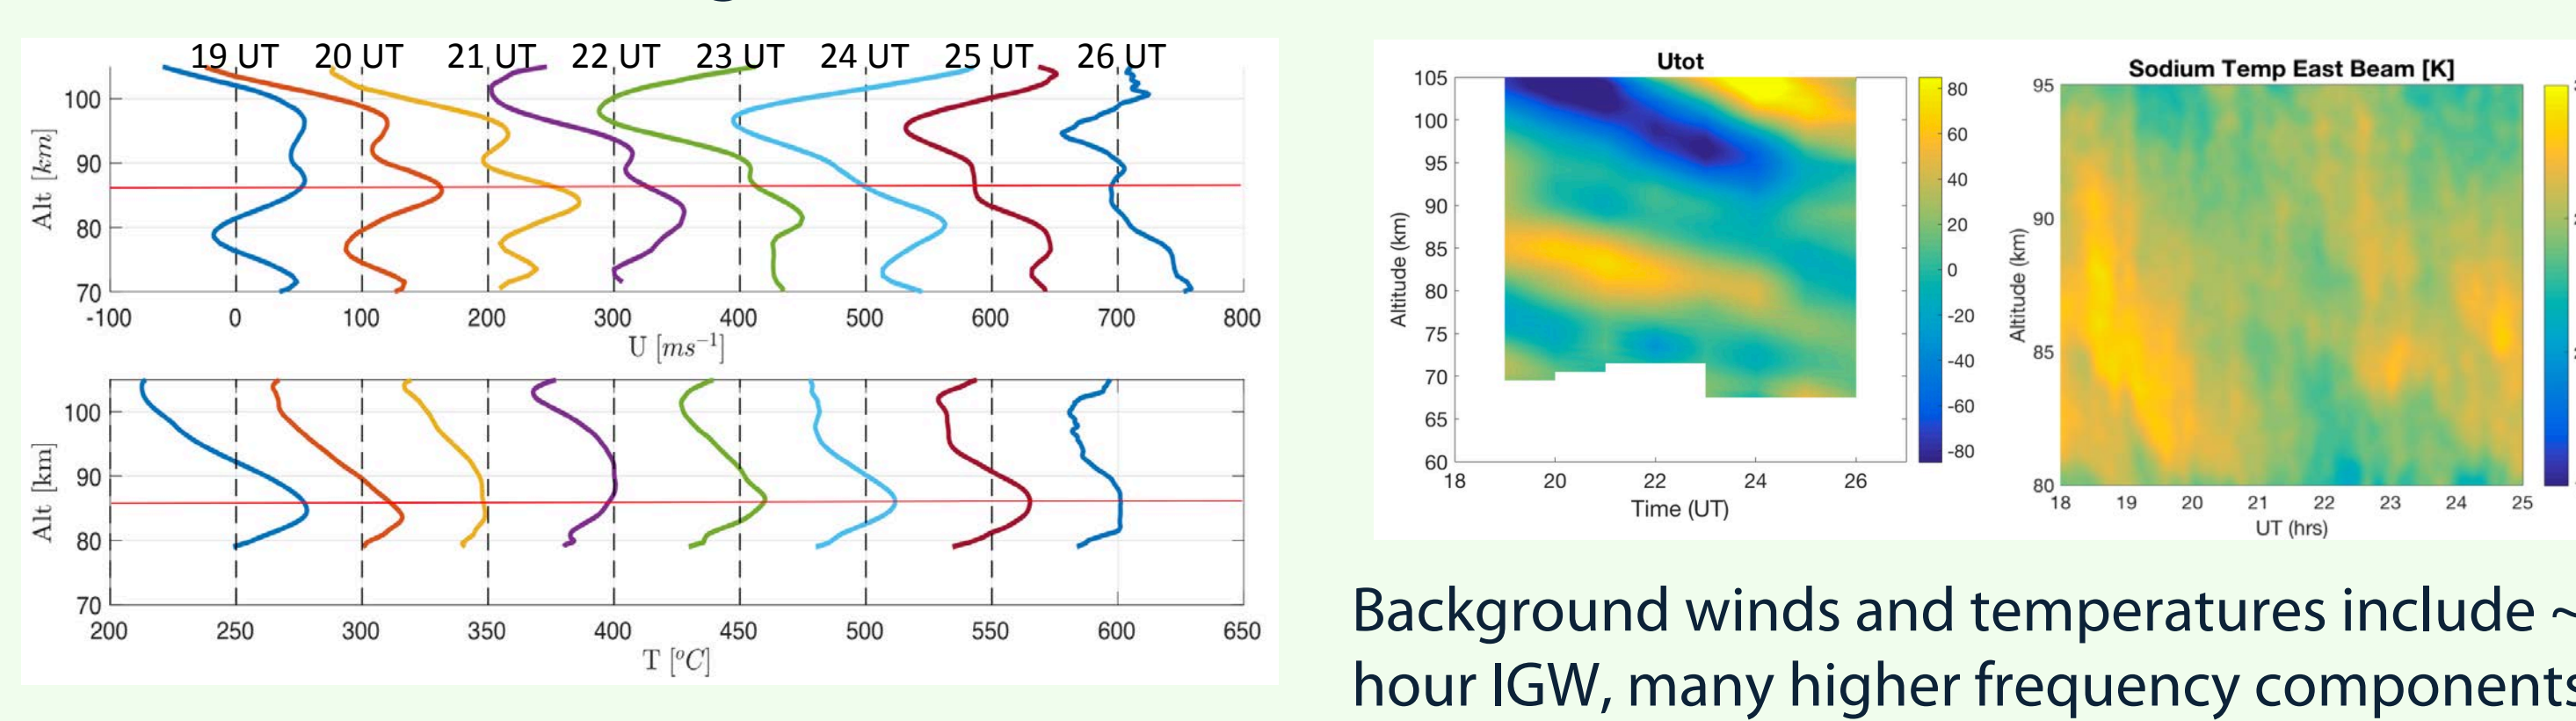 19 UT 20 UT 21 UT 22 UT 23 UT 24 UT 25 UT 26 UT
100
90
80
70
Alt [km]
-100 0 100 200 300 400 500 600 700 800
U [ms⁻¹]
100
90
80
70
Alt [km]
200 250 300 350 400 450 500 550 600 650
T [°C]
Utot
105
100
95
90
85
80
75
70
65
60
Altitude (km)
18 20 22 24 26
Time (UT)
80
60
40
20
0
-20
-40
-60
-80
Sodium Temp East Beam [K]
95
90
85
80
Altitude (km)
18 19 20 21 22 23 24 25
UT (hrs)
Background winds and temperatures include ~
hour IGW, many higher frequency components